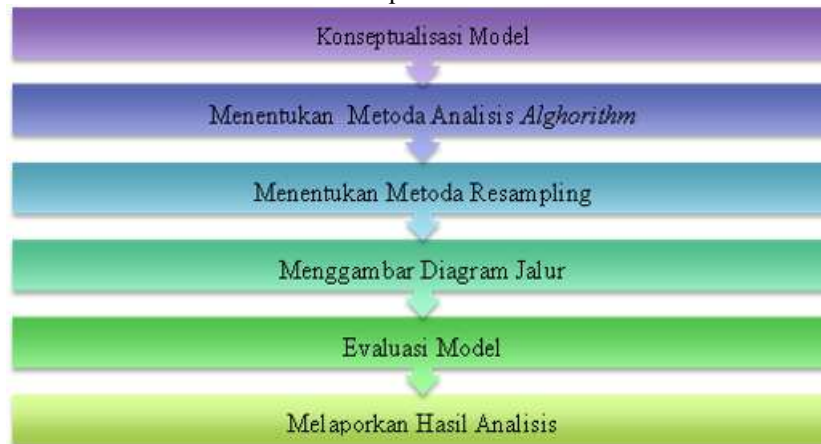 Konseptualisasi Model
Menentukan Metoda Analisis Alghorithm
Menentukan Metoda Resampling
Menggambar Diagram Jalur
Evaluasi Model
Melaporkan Hasil Analisis